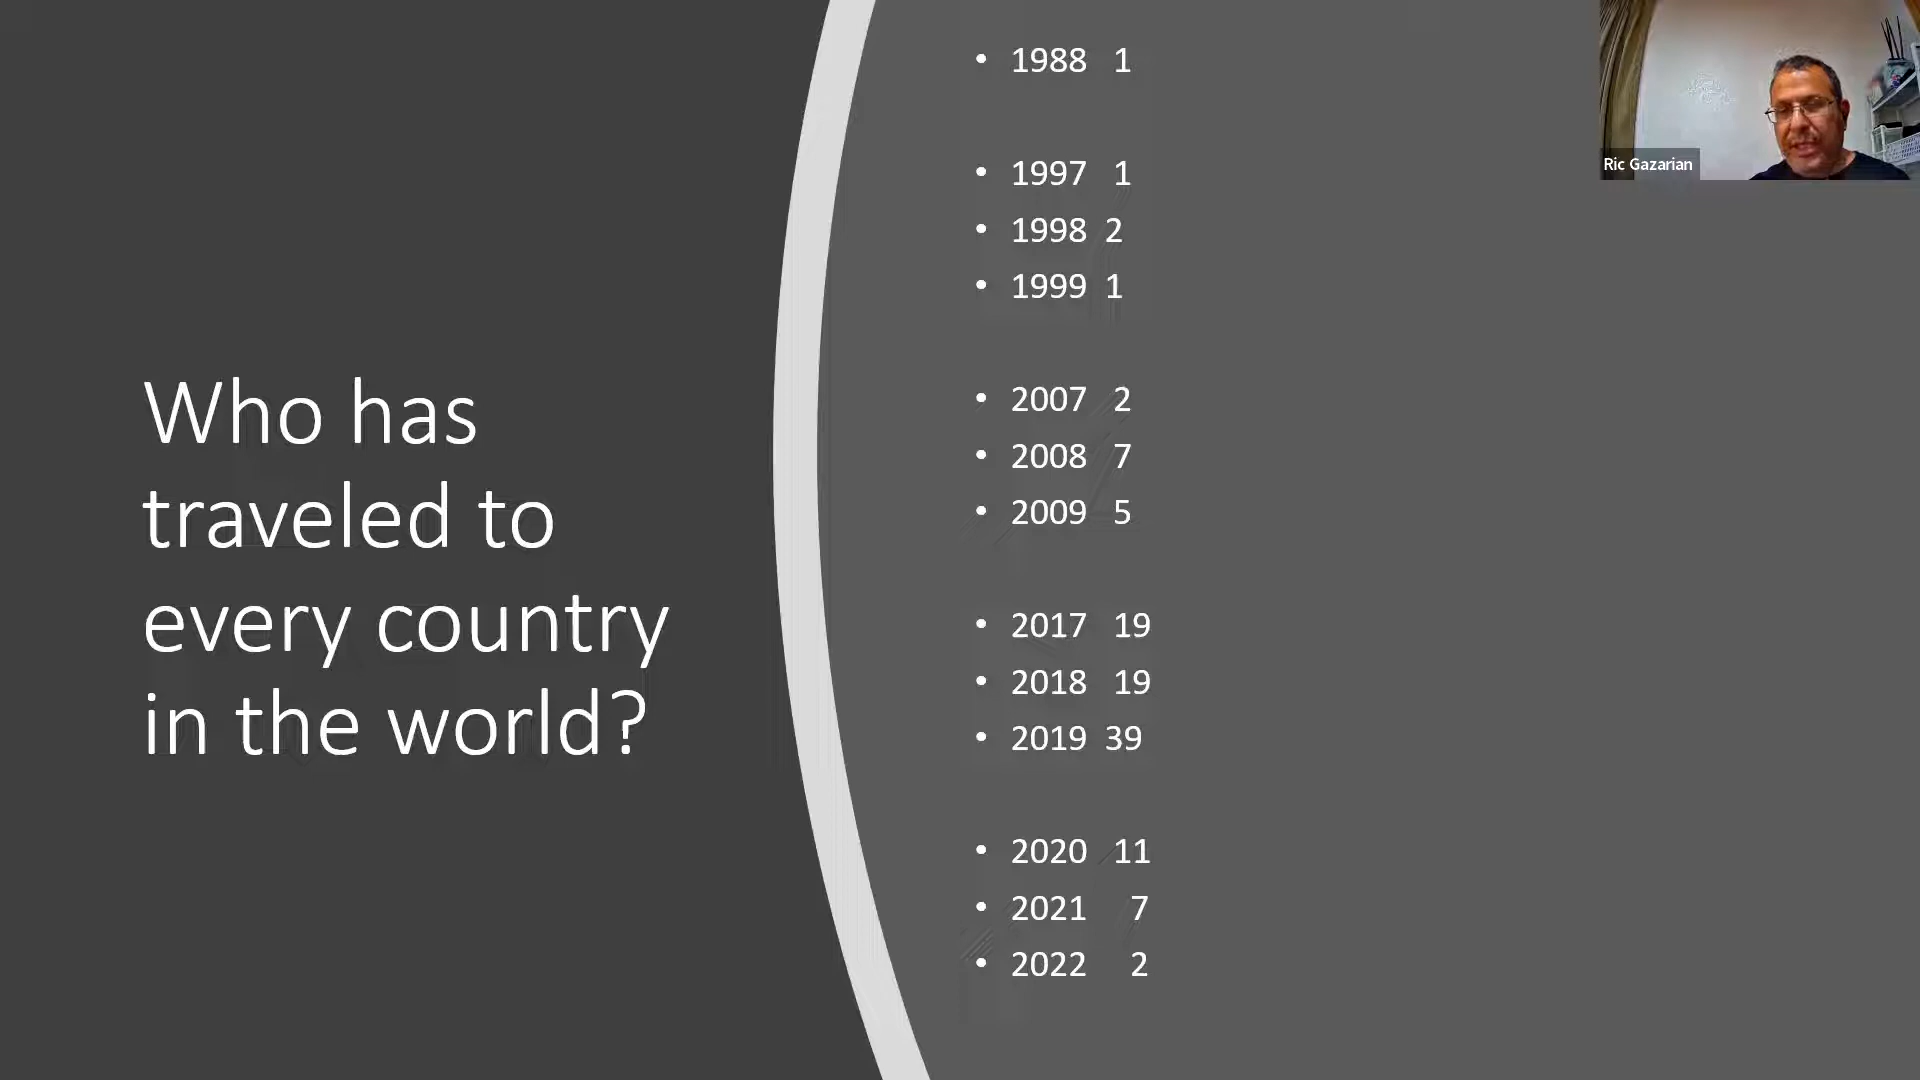 Who has
traveled to
every country
in the world?
• 1988 1
• 1997 1
• 1998 2
• 1999 1
• 2007 2
• 2008 7
• 2009 5
• 2017 19
• 2018 19
• 2019 39
• 2020 11
• 2021 7
• 2022 2
Ric Gazarian